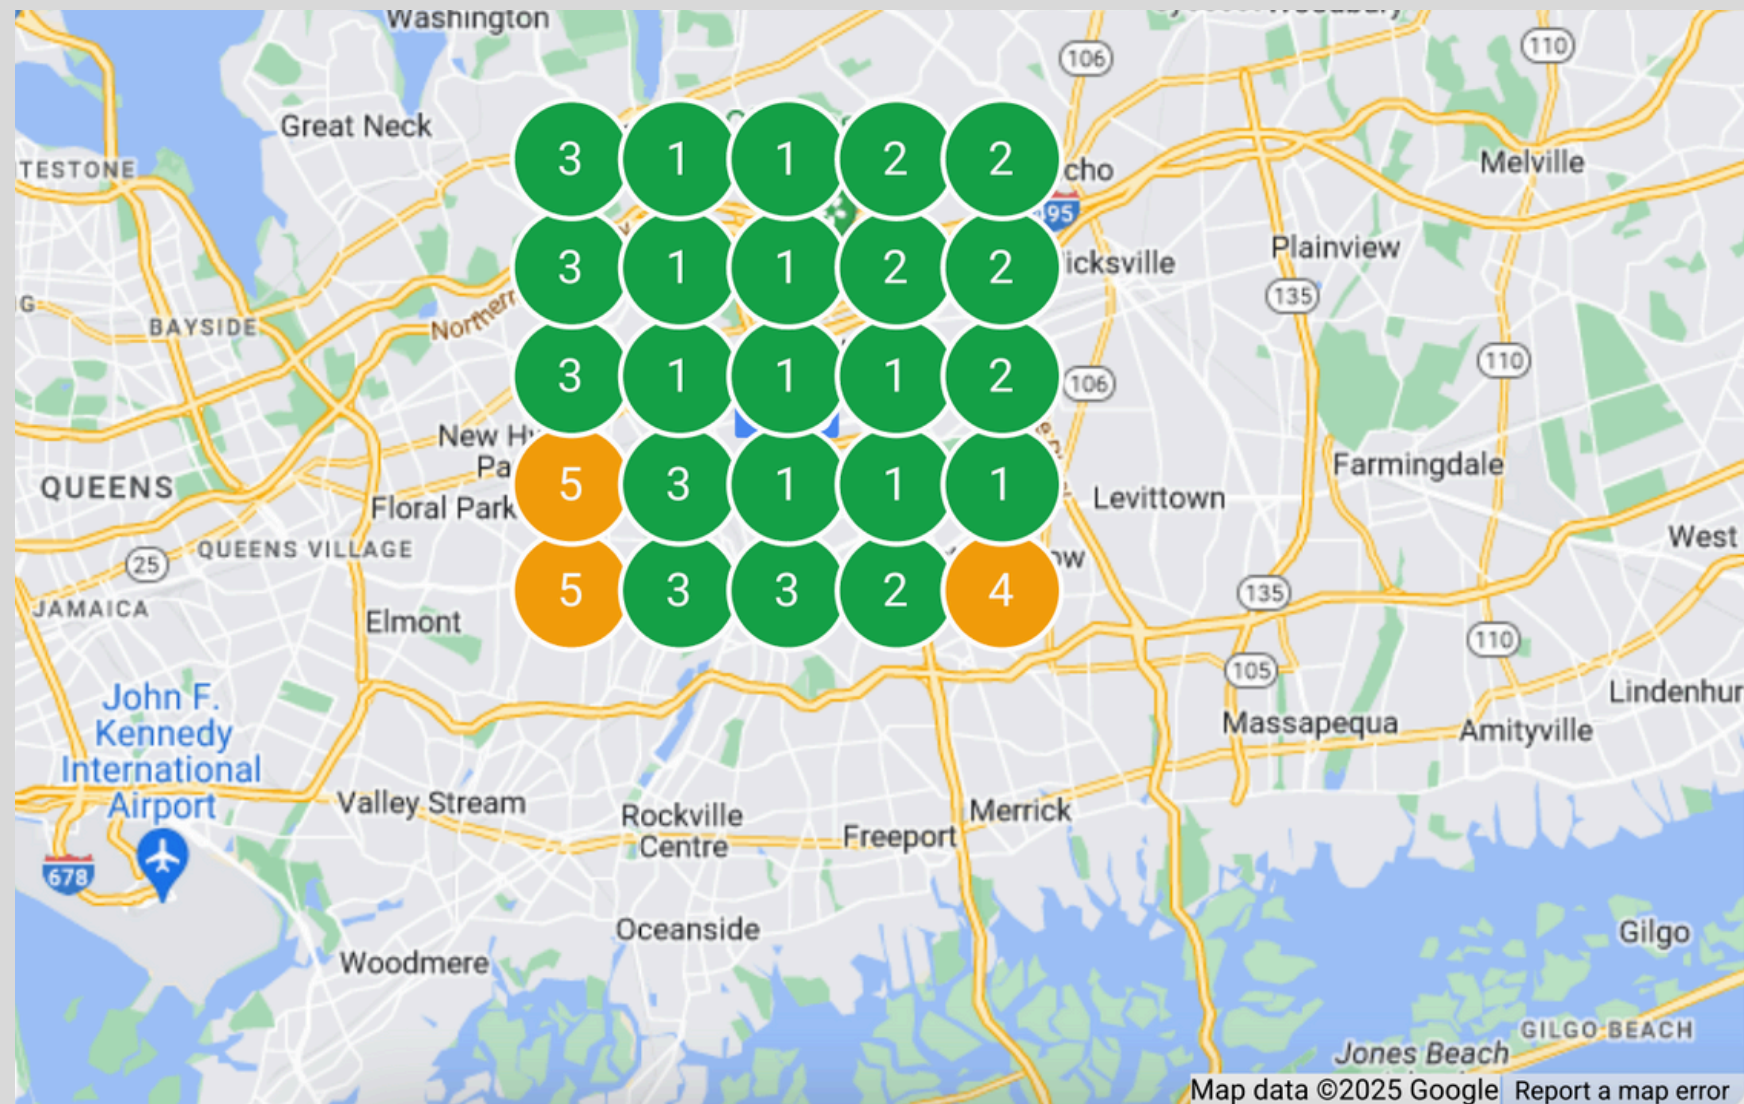 Washington
106
110
Great Neck
3 1 1 2 2
TESTONE
cho
Melville
95
3 1 1 2 2
icksville
Plainview
135
G
BAYSIDE
Northern
3 1 1 1 2
106
110
New Hy
Pa
5 3 1 1 1
QUEENS
Floral Park
Levittown
Farmingdale
West
QUEENS VILLAGE
25
ow
5 3 3 2 4
JAMAICA
Elmont
135
110
105
John F.
Kennedy
International
Airport
Lindenhur
Massapequa
Amityville
Valley Stream
Rockville
Centre
Freeport
Merrick
678
Oceanside
Woodmere
Gilgo
GILGO BEACH
Jones Beach
Map data ©2025 Google
Report a map error